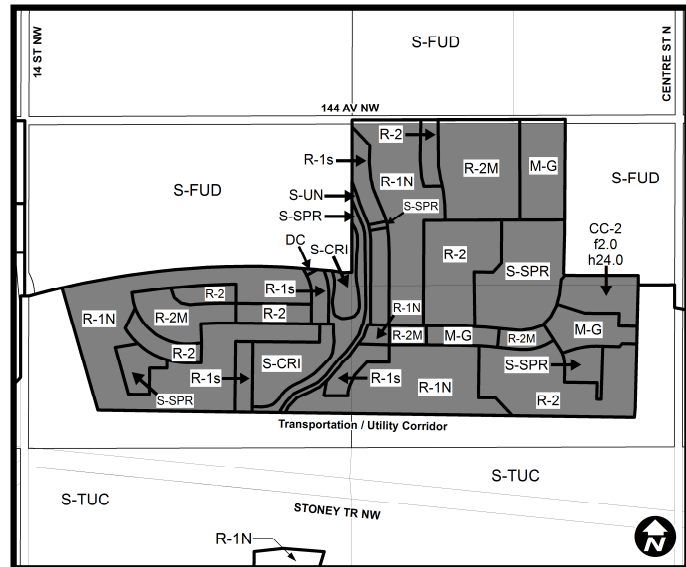 14 ST NW
S-FUD
CENTRE ST N
144 AV NW
R-2
R-1s
R-1N
R-2M
M-G
S-FUD
S-FUD
S-UN
S-SPR
S-SPR
DC
S-CRI
CC-2
f2.0
h24.0
R-2
S-SPR
R-1s
R-2
R-1N
R-2M
R-2
R-1N
R-2M
M-G
R-2M
M-G
R-2
S-CRI
S-SPR
R-1s
R-1s
R-1N
S-SPR
R-2
Transportation / Utility Corridor
S-TUC
S-TUC
STONEY TR NW
R-1N
N